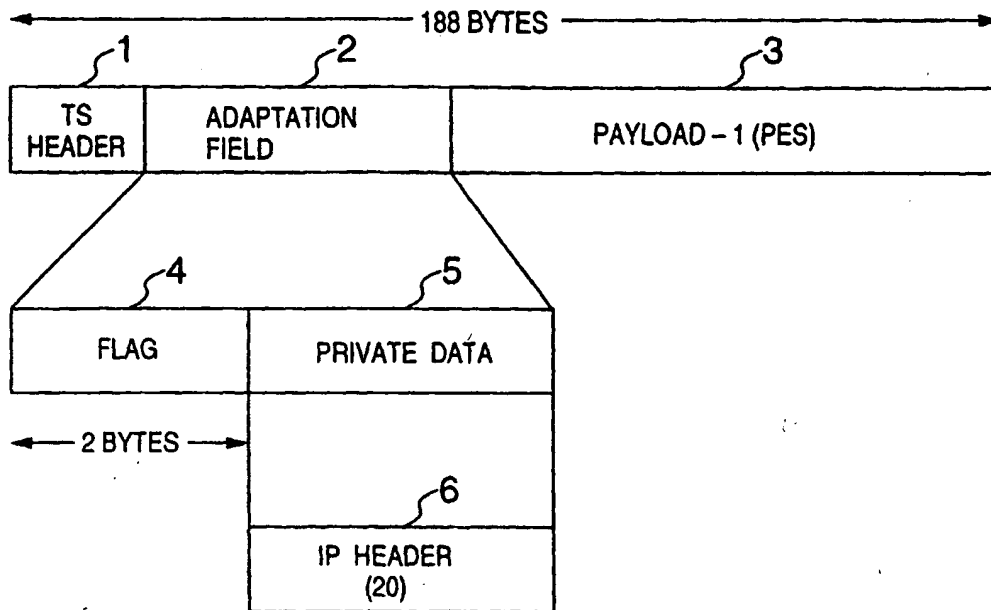 188 BYTES
1
2
3
TS
HEADER
ADAPTATION
FIELD
PAYLOAD – 1 (PES)
4
5
FLAG
PRIVATE DATA
2 BYTES
6
IP HEADER
(20)